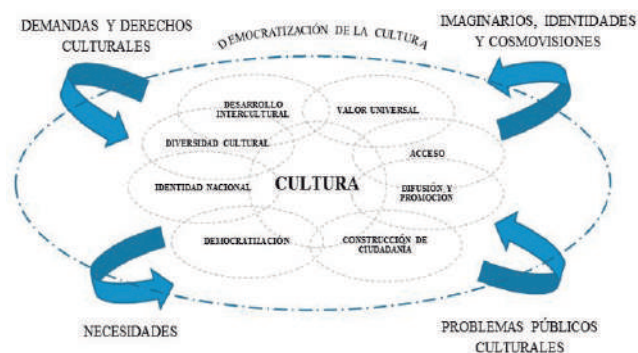 DEMANDAS Y DERECHOS
CULTURALES
DEMOCRATIZACIÓN DE LA CULTURA
IMAGINARIOS, IDENTIDADES
Y COSMOVISIONES
DESARROLLO
INTERCULTURAL
VALOR UNIVERSAL
DIVERSIDAD CULTURAL
ACCESO
IDENTIDAD NACIONAL
CULTURA
DIFUSIÓN Y
PROMOCION
DEMOCRATIZACIÓN
CONSTRUCCIÓN DE
CIUDADANÍA
NECESIDADES
PROBLEMAS PÚBLICOS
CULTURALES